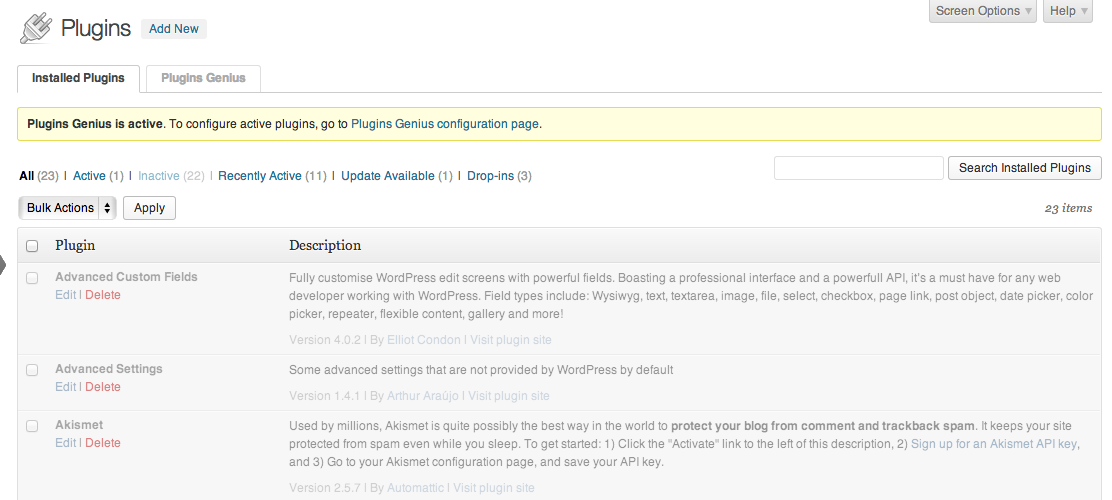 Plugins Add New Screen Options Help
Installed Plugins Plugins Genius
Plugins Genius is active. To configure active plugins, go to Plugins Genius configuration page.
All (23) | Active (1) | Inactive (22) | Recently Active (11) | Update Available (1) | Drop-ins (3) Search Installed Plugins
Bulk Actions Apply 23 items
Plugin Description
Advanced Custom Fields
Edit | Delete
Fully customise WordPress edit screens with powerful fields. Boasting a professional interface and a powerfull API, it's a must have for any web
developer working with WordPress. Field types include: Wysiwyg, text, textarea, image, file, select, checkbox, page link, post object, date picker, color
picker, repeater, flexible content, gallery and more!
Version 4.0.2 | By Elliot Condon | Visit plugin site
Advanced Settings
Edit | Delete
Some advanced settings that are not provided by WordPress by default
Version 1.4.1 | By Arthur Araújo | Visit plugin site
Akismet
Edit | Delete
Used by millions, Akismet is quite possibly the best way in the world to protect your blog from comment and trackback spam. It keeps your site
protected from spam even while you sleep. To get started: 1) Click the "Activate" link to the left of this description, 2) Sign up for an Akismet API key,
and 3) Go to your Akismet configuration page, and save your API key.
Version 2.5.7 | By Automattic | Visit plugin site